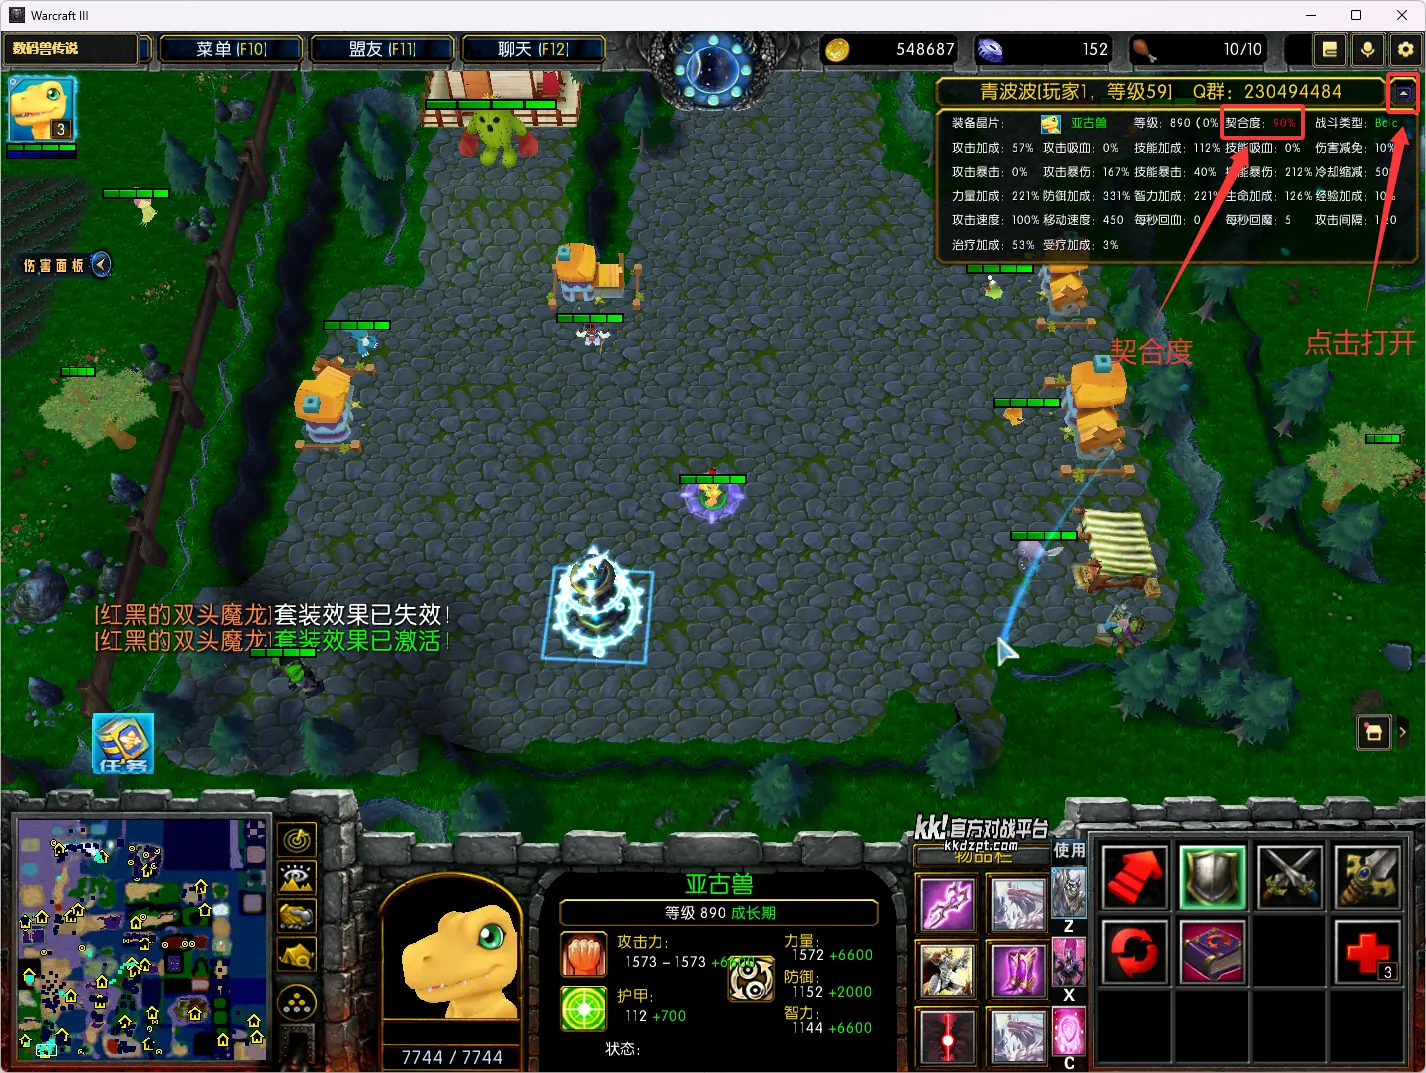 Warcraft III
数码兽传说
菜单 (F10)
盟友 (F11)
聊天 (F12)
548687
152
10/10
青波波[玩家1, 等级59] Q群: 230494484
装备晶片: 亚古兽 等级: 890 (0% 契合度: 90% 战斗类型:
攻击加成: 57% 攻击吸血: 0% 技能加成: 112% 技能吸血: 0% 伤害减免: 10%
攻击暴击: 0% 攻击暴伤: 167% 技能暴击: 40% 技能暴伤: 212% 冷却缩减:
力量加成: 221% 防御加成: 331% 智力加成: 221% 生命加成: 126% 经验加成:
攻击速度: 100% 移动速度: 450 每秒回血: 0 每秒回魔: 5 攻击间隔:
治疗加成: 53% 受疗加成: 3%
3
伤害面板
契合度
点击打开
[红黑的双头魔龙]套装效果已失效!
[红黑的双头魔龙]套装效果已激活!
任务
kk!官方对战平台
kkdzpt.com
物品栏
使用
Z
X
C
亚古兽
等级 890 成长期
攻击力:
1573 - 1573
护甲:
112 +700
状态:
力量:
1572 +6600
防御:
1152 +2000
智力:
1144 +6600
7744 / 7744
3